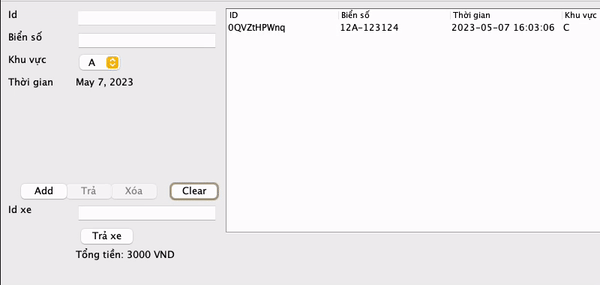 Id
Biển số
Khu vực
A
Thời gian May 7, 2023
Add Trả Xóa Clear
Id xe
Trả xe
Tổng tiền: 3000 VND
ID Biển số Thời gian Khu vực
0QVZtHPWnq 12A-123124 2023-05-07 16:03:06 C